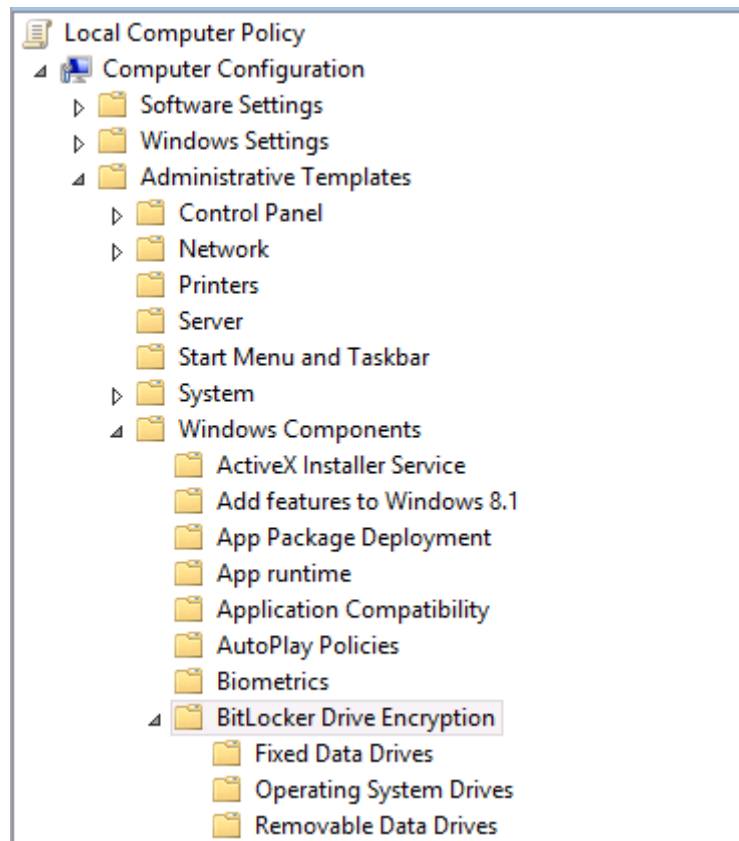 Local Computer Policy
Computer Configuration
Software Settings
Windows Settings
Administrative Templates
Control Panel
Network
Printers
Server
Start Menu and Taskbar
System
Windows Components
ActiveX Installer Service
Add features to Windows 8.1
App Package Deployment
App runtime
Application Compatibility
AutoPlay Policies
Biometrics
BitLocker Drive Encryption
Fixed Data Drives
Operating System Drives
Removable Data Drives